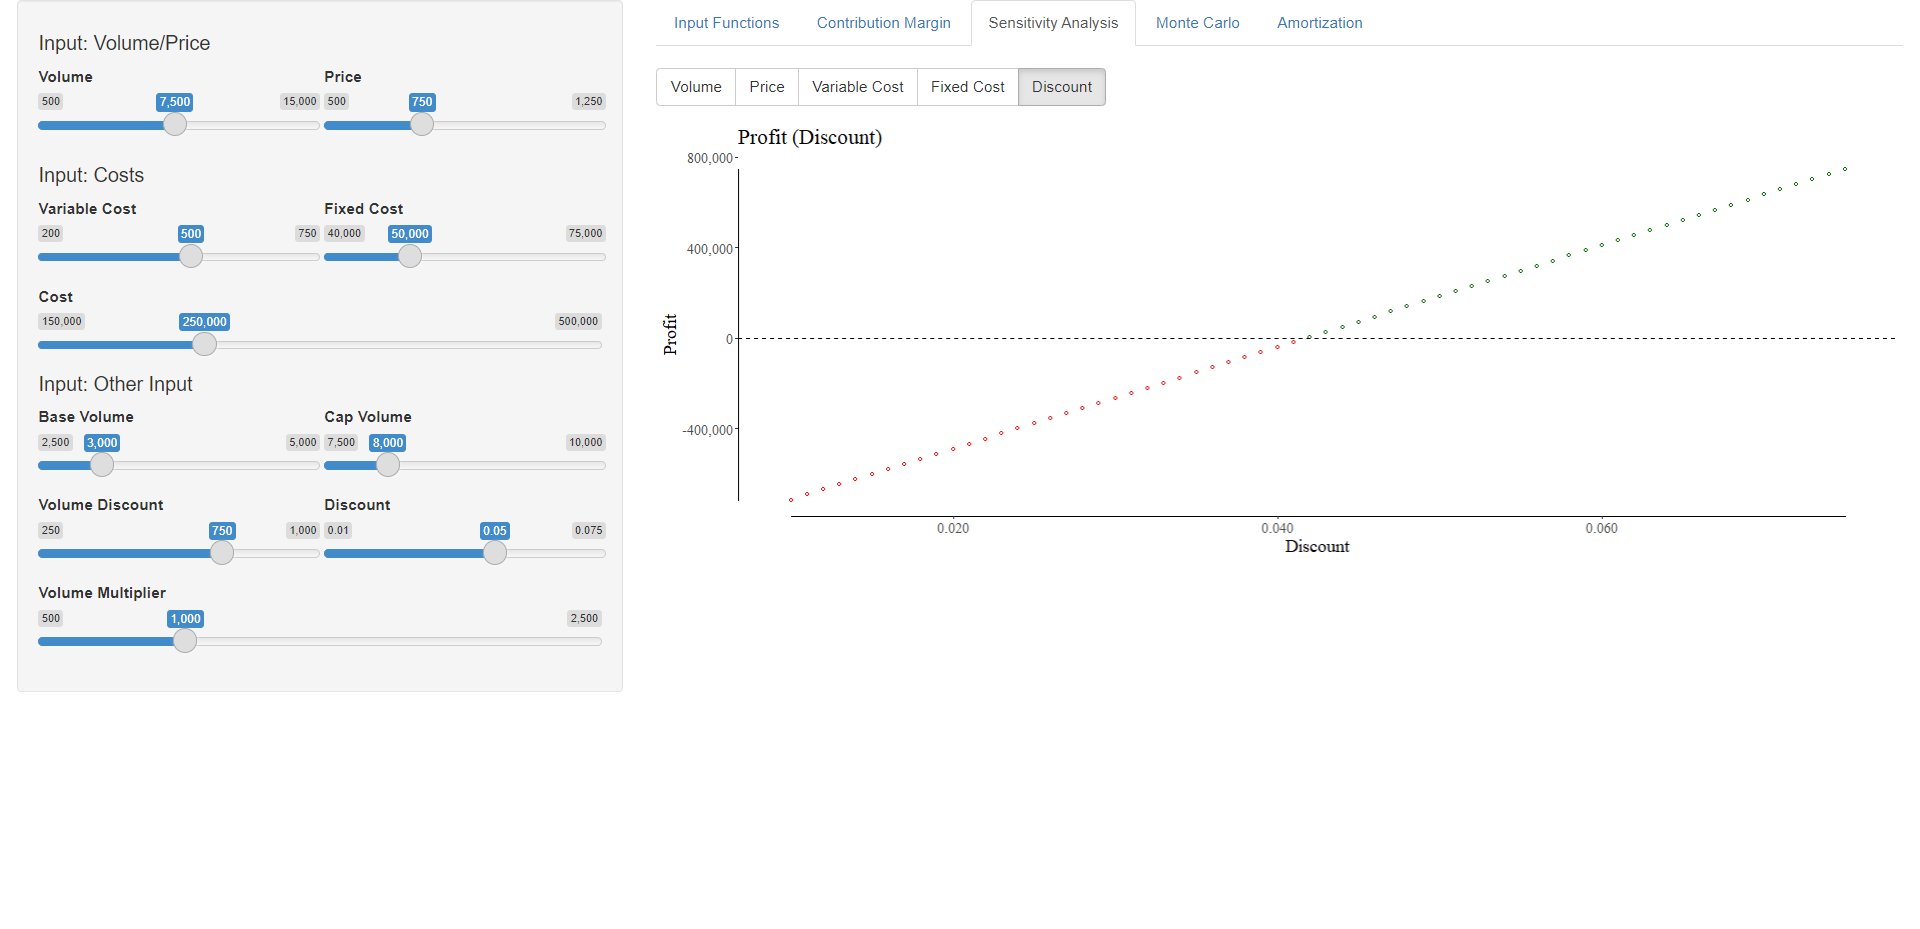 Input: Volume/Price
Volume
Price
500 7,500 15,000
500 750 1,250
Input: Costs
Variable Cost
Fixed Cost
200 500 750
40,000 50,000 75,000
Cost
150,000 250,000 500,000
Input: Other Input
Base Volume
Cap Volume
2,500 3,000 5,000
7,500 8,000 10,000
Volume Discount
Discount
250 750 1,000
0.01 0.05 0.075
Volume Multiplier
500 1,000 2,500
Input Functions Contribution Margin Sensitivity Analysis Monte Carlo Amortization
Volume Price Variable Cost Fixed Cost Discount
Profit (Discount)
800,000
400,000
0
-400,000
Profit
0.020 0.040 0.060
Discount